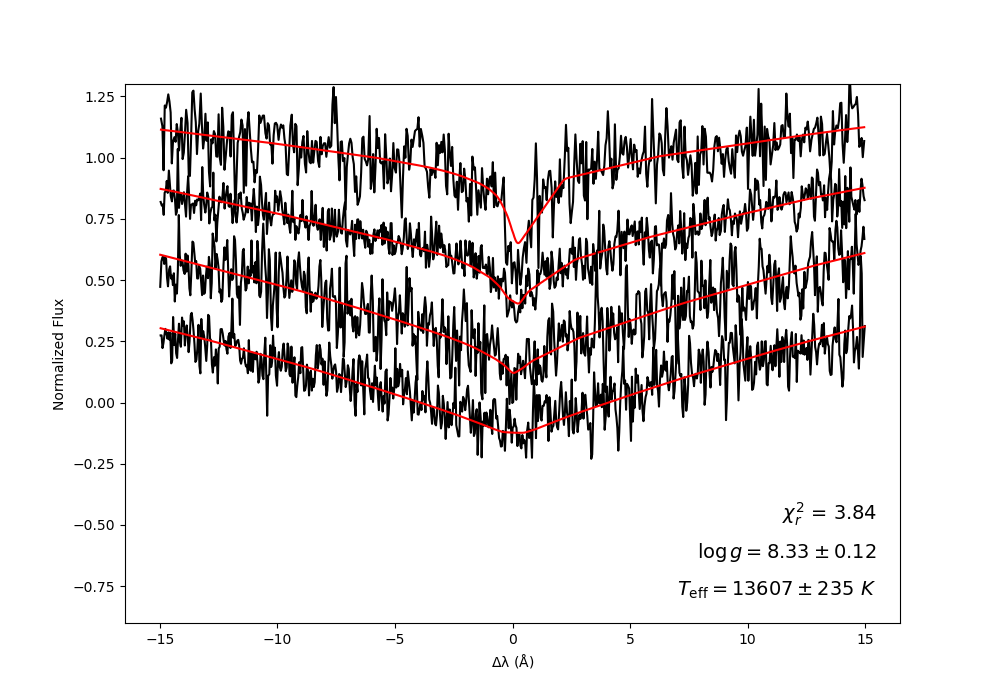 1.25
1.00
0.75
0.50
0.25
0.00
−0.25
−0.50
−0.75
Normalized Flux
χ²ᵣ = 3.84
log g = 8.33 ± 0.12
T_eff = 13607 ± 235 K
−15 −10 −5 0 5 10 15
Δλ (Å)